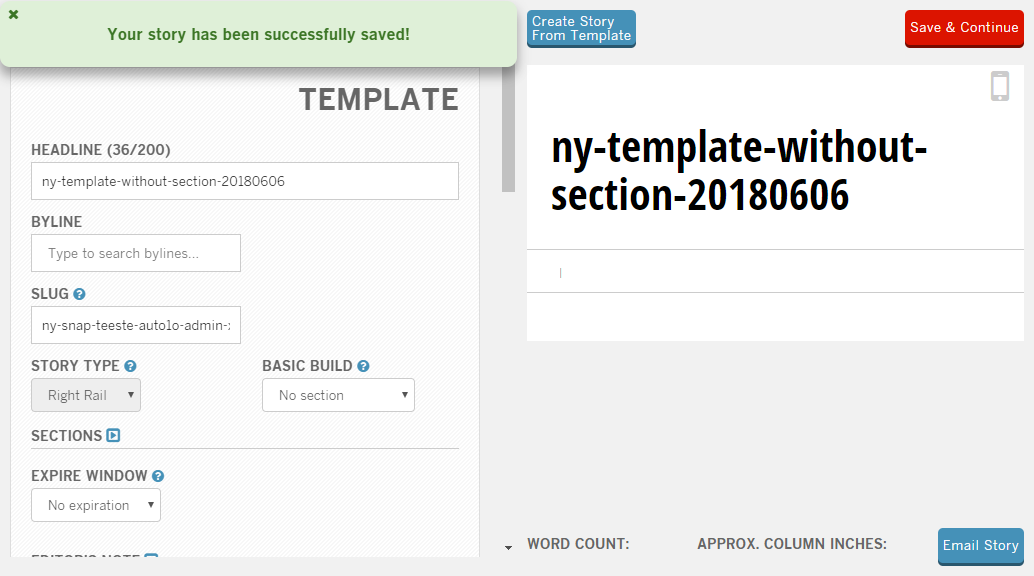 Your story has been successfully saved!
Create Story
From Template
Save & Continue
TEMPLATE
HEADLINE (36/200)
ny-template-without-section-20180606
BYLINE
Type to search bylines...
SLUG
ny-snap-teeste-auto1o-admin-
STORY TYPE
BASIC BUILD
Right Rail
No section
SECTIONS
EXPIRE WINDOW
No expiration
EDITOR'S NOTE
ny-template-without-
section-20180606
WORD COUNT:
APPROX. COLUMN INCHES:
Email Story